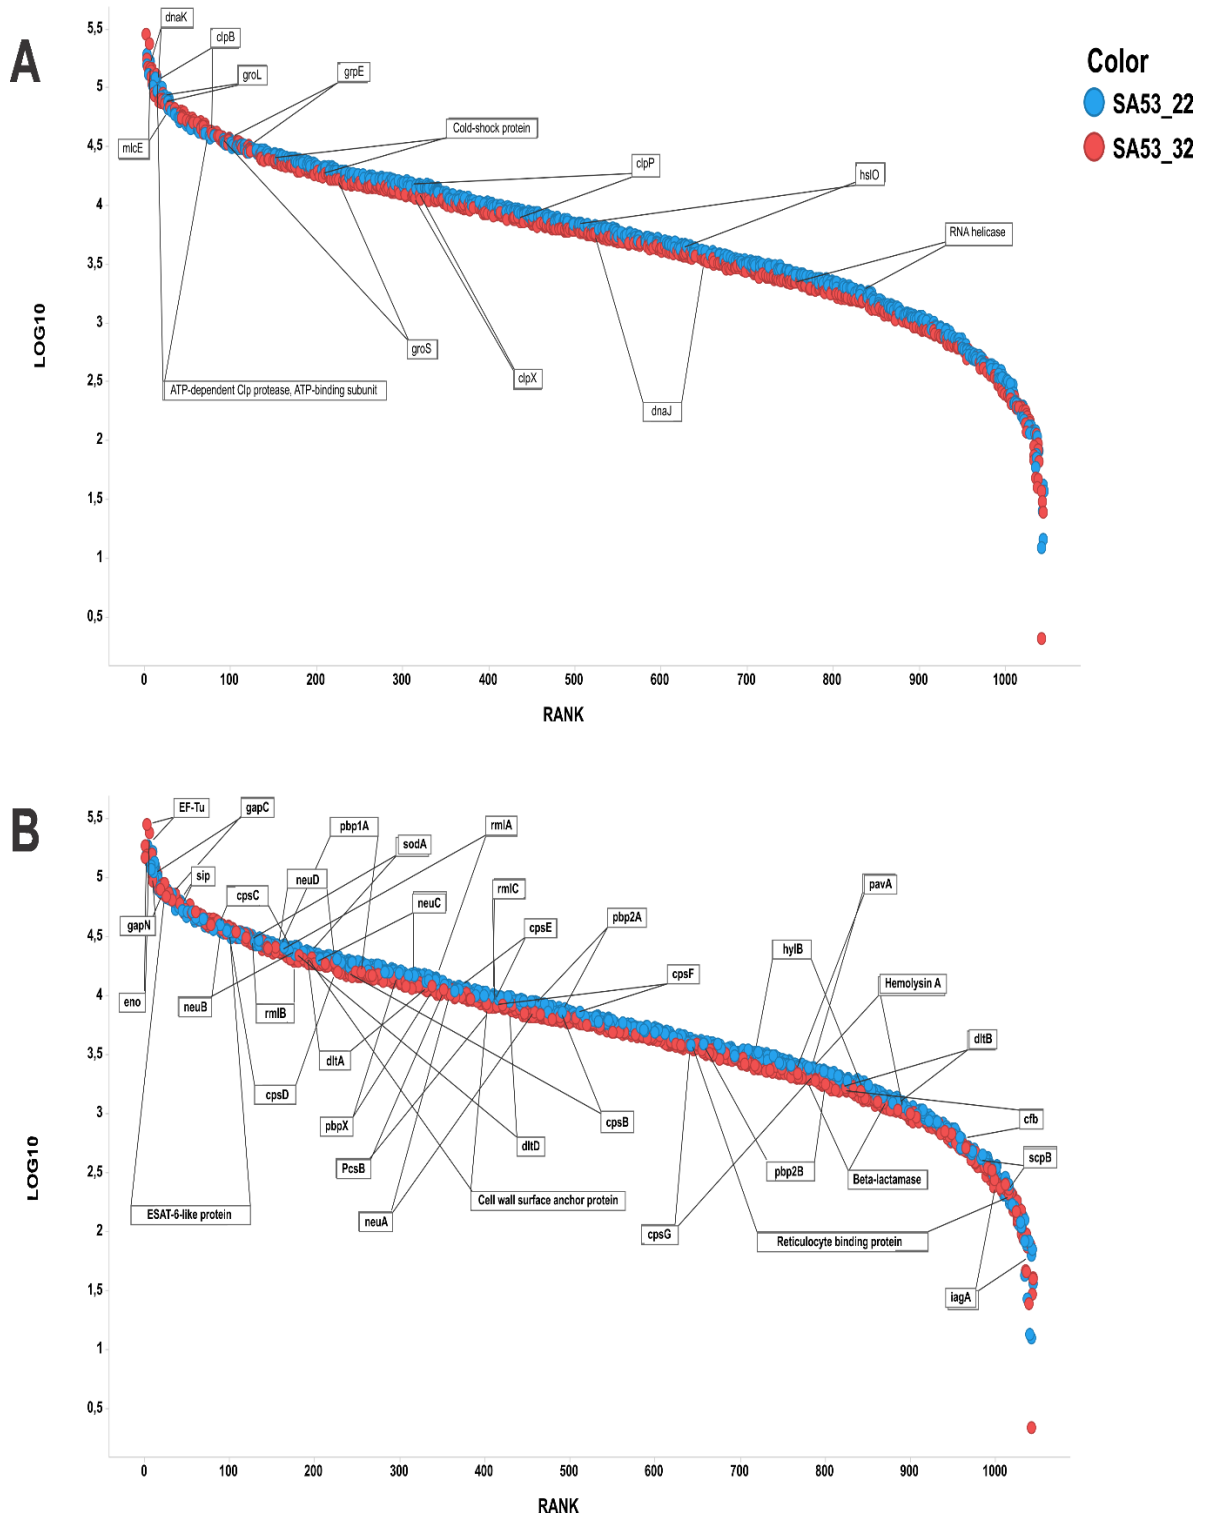 A
Color
SA53_22
SA53_32
LOG10
5,5
5
4,5
4
3,5
3
2,5
2
1,5
1
0,5
dnaK
clpB
groL
grpE
mlcE
Cold-shock protein
clpP
hslO
RNA helicase
groS
clpX
ATP-dependent Clp protease, ATP-binding subunit
dnaJ
0 100 200 300 400 500 600 700 800 900 1000
RANK
B
LOG10
5,5
5
4,5
4
3,5
3
2,5
2
1,5
1
0,5
EF-Tu
gapC
pbp1A
rmlA
sodA
sip
neuD
cpsC
neuC
rmlC
pavA
gapN
cpsE
pbp2A
hylB
eno
neuB
rmlB
cpsF
Hemolysin A
dltA
dltB
cpsD
pbpX
cpsB
cfb
dltD
PcsB
pbp2B
Beta-lactamase
scpB
ESAT-6-like protein
neuA
Cell wall surface anchor protein
cpsG
Reticulocyte binding protein
iagA
0 100 200 300 400 500 600 700 800 900 1000
RANK